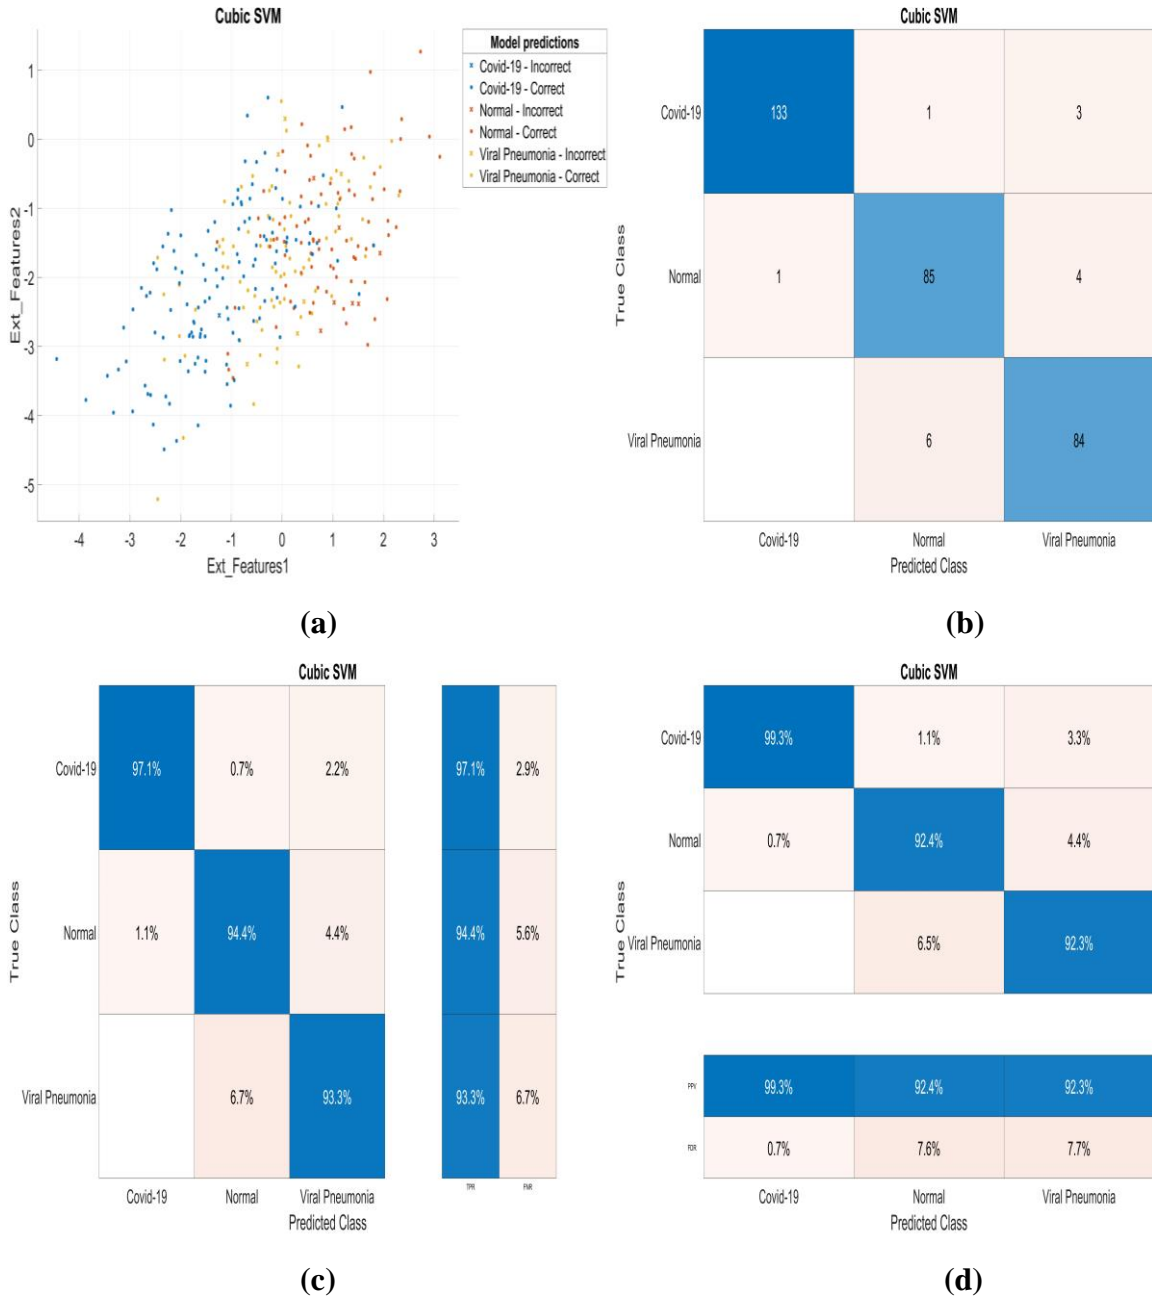 Cubic SVM
Ext_Features2
1
0
-1
-2
-3
-4
-5
-4 -3 -2 -1 0 1 2 3
Ext_Features1
Model predictions
Covid-19 - Incorrect
Covid-19 - Correct
Normal - Incorrect
Normal - Correct
Viral Pneumonia - Incorrect
Viral Pneumonia - Correct
(a)
Cubic SVM
True Class
Covid-19 133 1 3
Normal 1 85 4
Viral Pneumonia 6 84
Covid-19 Normal Viral Pneumonia
Predicted Class
(b)
Cubic SVM
True Class
Covid-19 97.1% 0.7% 2.2% 97.1% 2.9%
Normal 1.1% 94.4% 4.4% 94.4% 5.6%
Viral Pneumonia 6.7% 93.3% 93.3% 6.7%
Covid-19 Normal Viral Pneumonia TPR FNR
Predicted Class
(c)
Cubic SVM
True Class
Covid-19 99.3% 1.1% 3.3%
Normal 0.7% 92.4% 4.4%
Viral Pneumonia 6.5% 92.3%
PPV 99.3% 92.4% 92.3%
FDR 0.7% 7.6% 7.7%
Covid-19 Normal Viral Pneumonia
Predicted Class
(d)